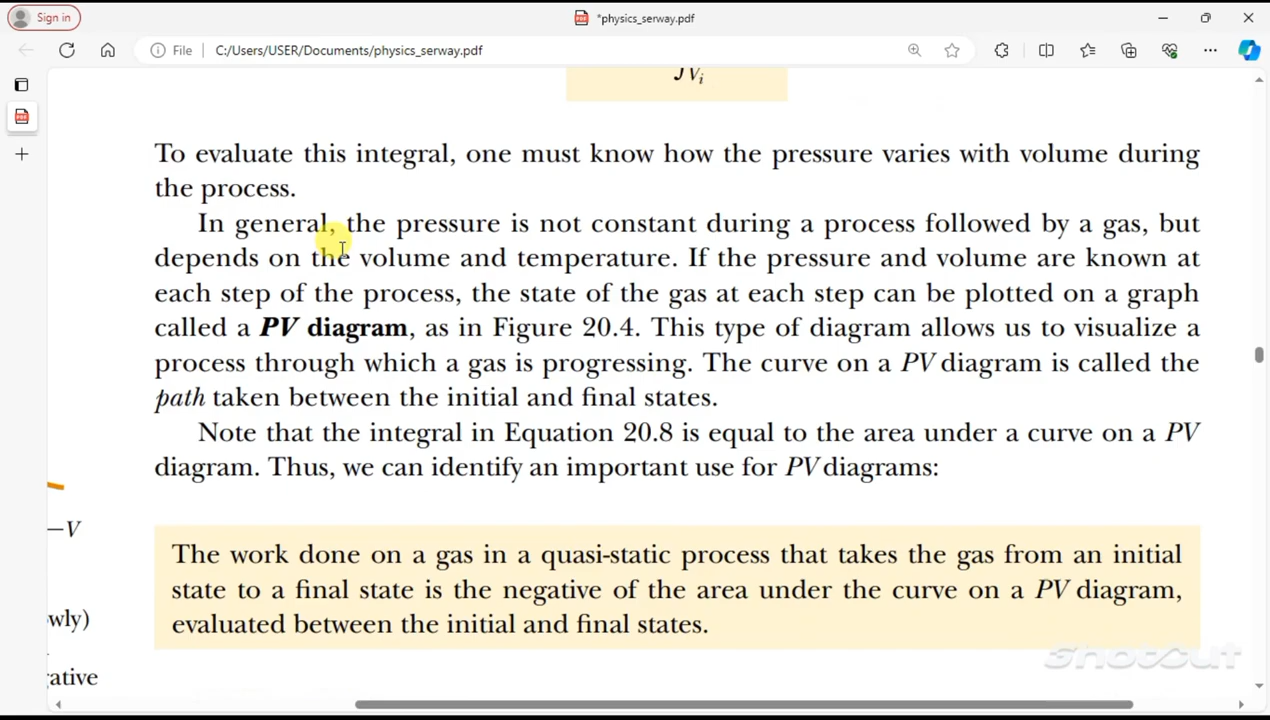 Sign in
*physics_serway.pdf
File
C:/Users/USER/Documents/physics_serway.pdf
∫Vi
To evaluate this integral, one must know how the pressure varies with volume during
the process.
In general, the pressure is not constant during a process followed by a gas, but
depends on the volume and temperature. If the pressure and volume are known at
each step of the process, the state of the gas at each step can be plotted on a graph
called a PV diagram, as in Figure 20.4. This type of diagram allows us to visualize a
process through which a gas is progressing. The curve on a PV diagram is called the
path taken between the initial and final states.
Note that the integral in Equation 20.8 is equal to the area under a curve on a PV
diagram. Thus, we can identify an important use for PV diagrams:
V
The work done on a gas in a quasi-static process that takes the gas from an initial
state to a final state is the negative of the area under the curve on a PV diagram,
evaluated between the initial and final states.
wly)
ative
Shotcut